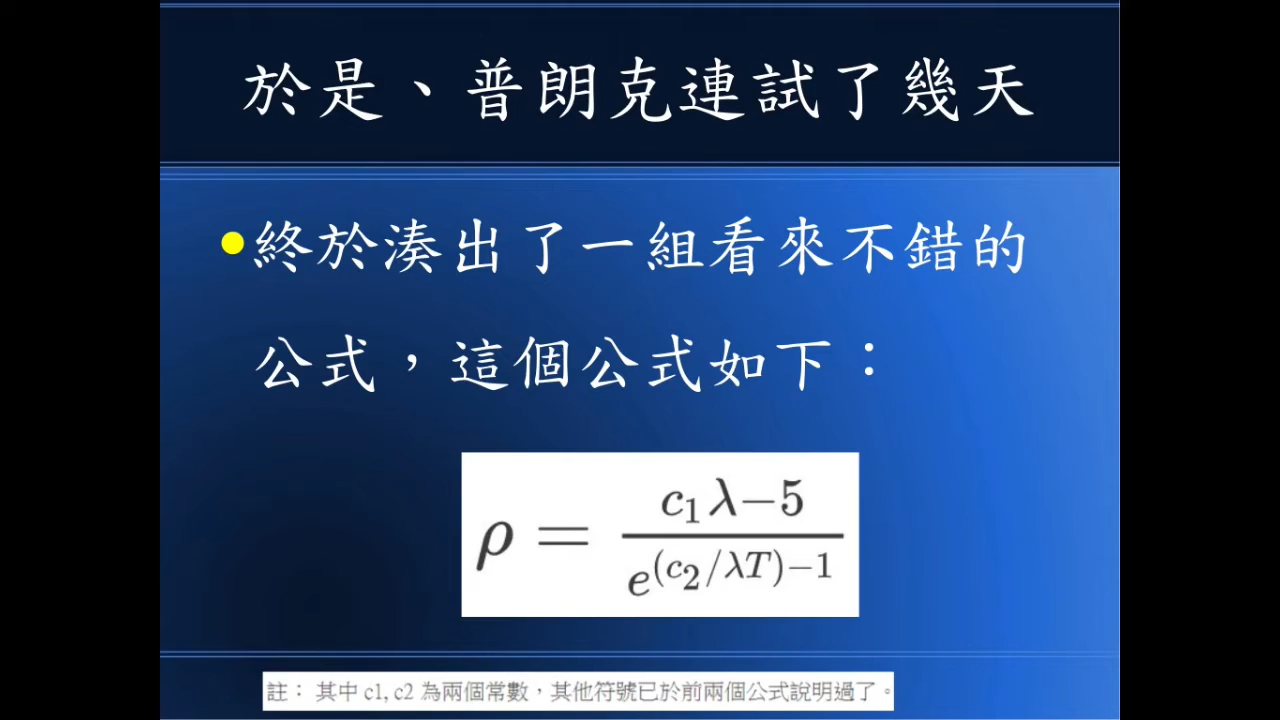 於是、普朗克連試了幾天
•終於湊出了一組看來不錯的
公式，這個公式如下：
ρ = \frac{c_1 λ−5}{e^{(c_2/λT)−1}}
註： 其中 c1, c2 為兩個常數，其他符號已於前兩個公式說明過了。